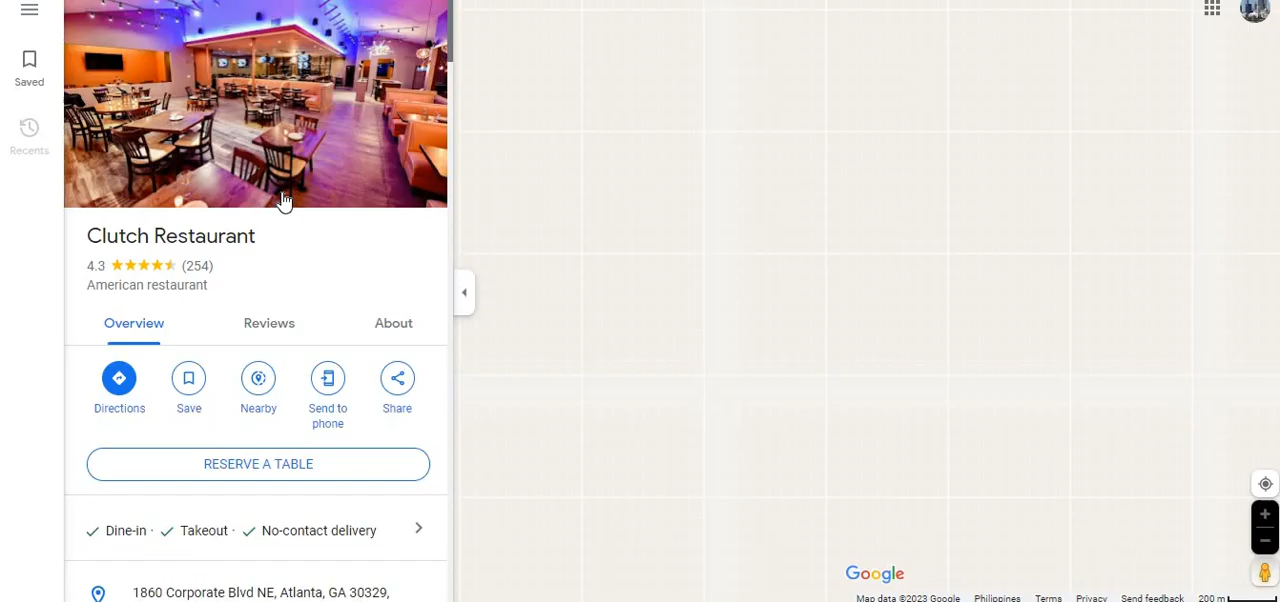 Saved
Recents
Clutch Restaurant
4.3 (254)
American restaurant
Overview Reviews About
Directions Save Nearby Send to phone Share
RESERVE A TABLE
Dine-in · Takeout · No-contact delivery
1860 Corporate Blvd NE, Atlanta, GA 30329,
Google
Map data ©2023 Google Philippines Terms Privacy Send feedback 200 m